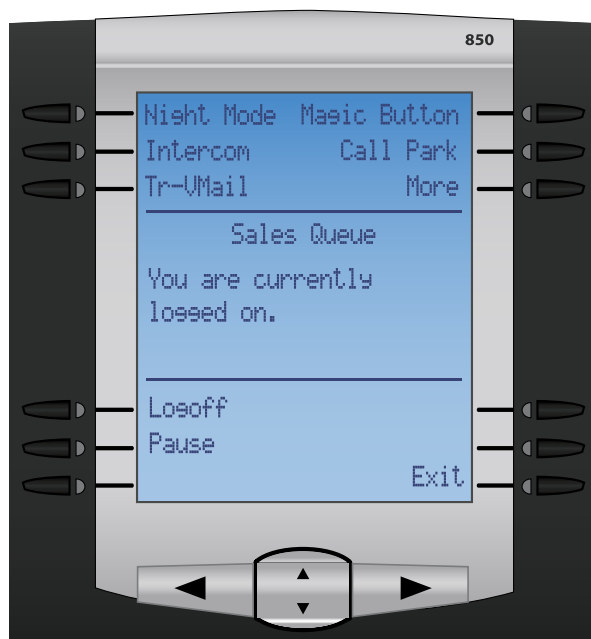 850
Night Mode Magic Button
Intercom Call Park
Tr-VMail More
Sales Queue
You are currently
logged on.
Logoff
Pause
Exit